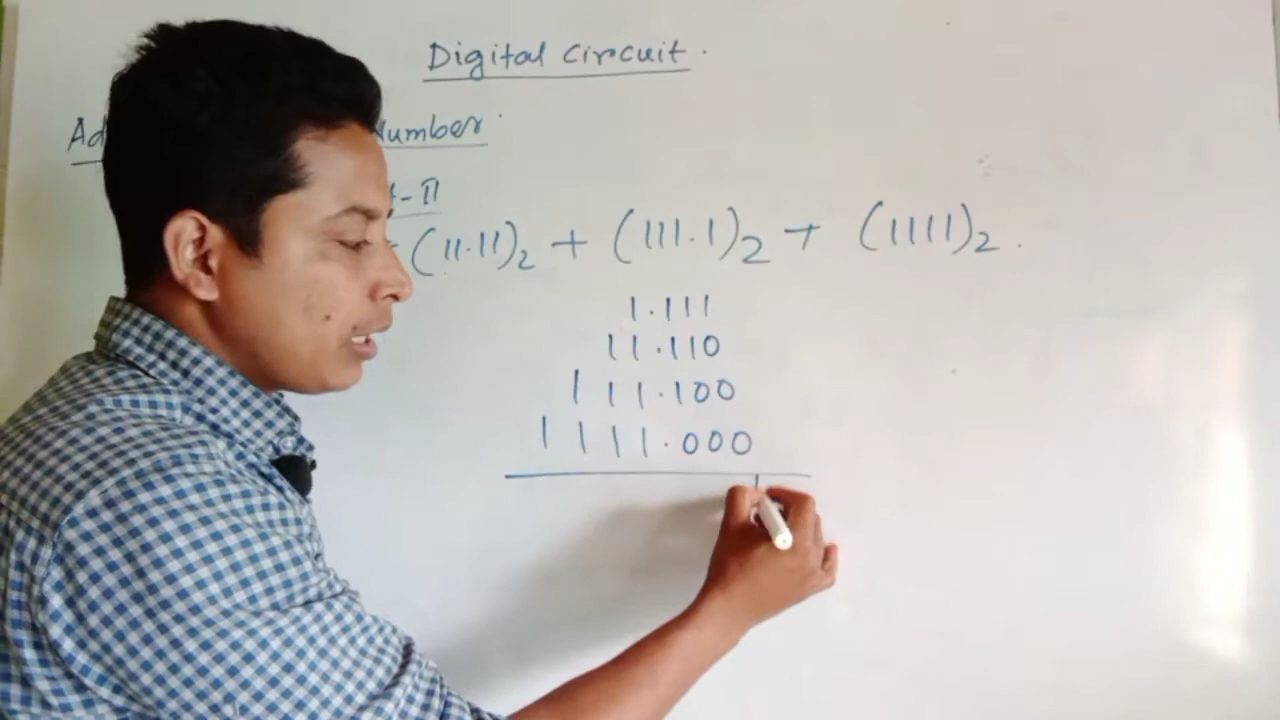 Digital Circuit.
Number
-II
(11.11)2 + (111.1)2 + (1111)2.
1.111
11.110
111.100
1111.000
1